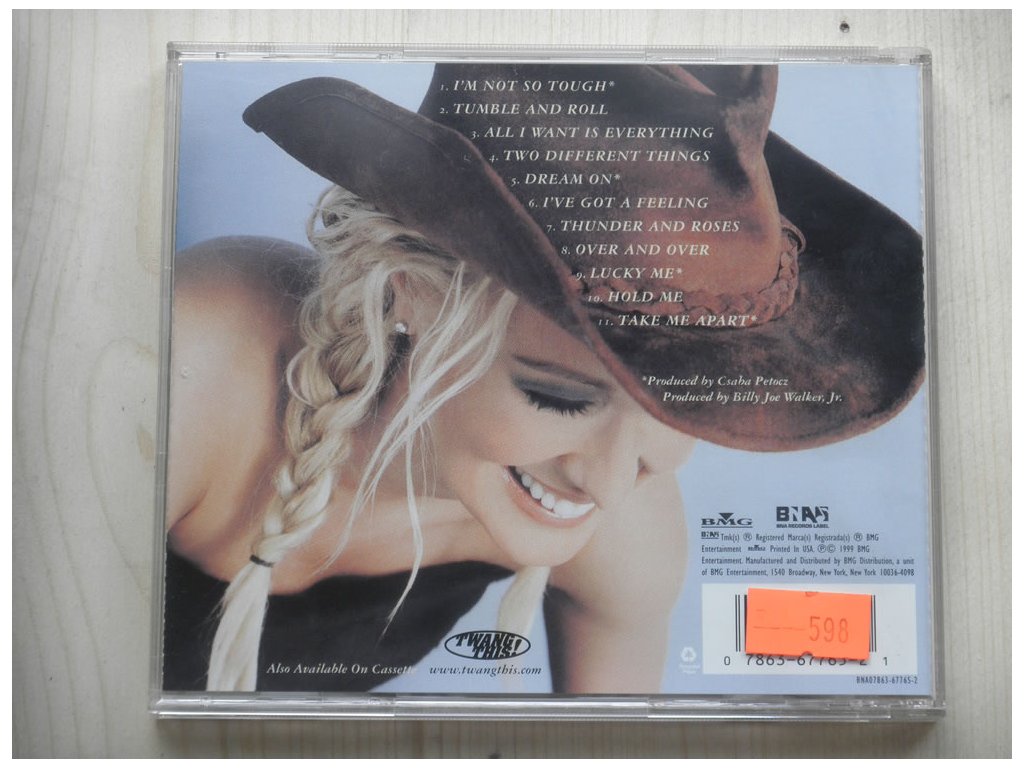 1. I'M NOT SO TOUGH*
2. TUMBLE AND ROLL
3. ALL I WANT IS EVERYTHING
4. TWO DIFFERENT THINGS
5. DREAM ON*
6. I'VE GOT A FEELING
7. THUNDER AND ROSES
8. OVER AND OVER
9. LUCKY ME*
10. HOLD ME
11. TAKE ME APART*
*Produced by Csaba Petocz
Produced by Billy Joe Walker, Jr.
BMG BNA
BNA RECORDS LABEL
BNA Tmk(s) ® Registered Marca(s) Registrada(s) ® BMG
Entertainment Printed In USA. ℗© 1999 BMG
Entertainment. Manufactured and Distributed by BMG Distribution, a unit
of BMG Entertainment, 1540 Broadway, New York, New York 10036-4098
598
0 7863-67765-2 1
BNA07863-67765-2
TWANG
THIS!
Also Available On Cassette www.twangthis.com